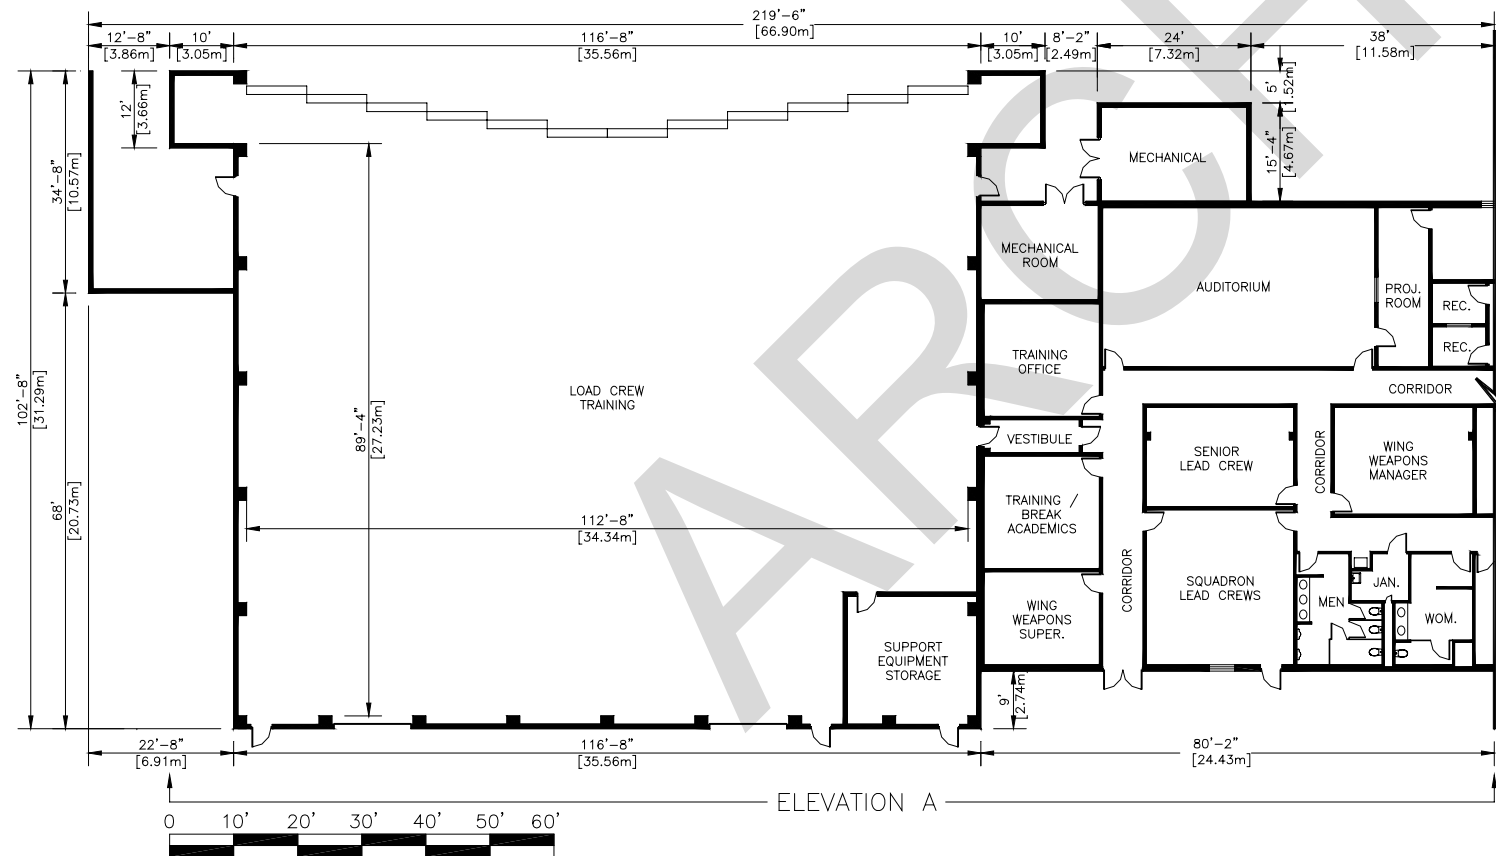 219'-6"
[66.90m]
12'-8"
[3.86m]
10'
[3.05m]
116'-8"
[35.56m]
10'
[3.05m]
8'-2"
[2.49m]
24'
[7.32m]
38'
[11.58m]
12'
[3.66m]
5'
[1.52m]
15'-4"
[4.67m]
34'-8"
[10.57m]
102'-8"
[31.29m]
68'
[20.73m]
89'-4"
[27.23m]
MECHANICAL
MECHANICAL
ROOM
AUDITORIUM
PROJ.
ROOM
REC.
REC.
TRAINING
OFFICE
LOAD CREW
TRAINING
CORRIDOR
VESTIBULE
SENIOR
LEAD CREW
CORRIDOR
WING
WEAPONS
MANAGER
TRAINING /
BREAK
ACADEMICS
112'-8"
[34.34m]
CORRIDOR
SQUADRON
LEAD CREWS
MEN
JAN.
WOM.
WING
WEAPONS
SUPER.
SUPPORT
EQUIPMENT
STORAGE
9'
[2.74m]
22'-8"
[6.91m]
116'-8"
[35.56m]
80'-2"
[24.43m]
ELEVATION A
0 10' 20' 30' 40' 50' 60'
ARCH